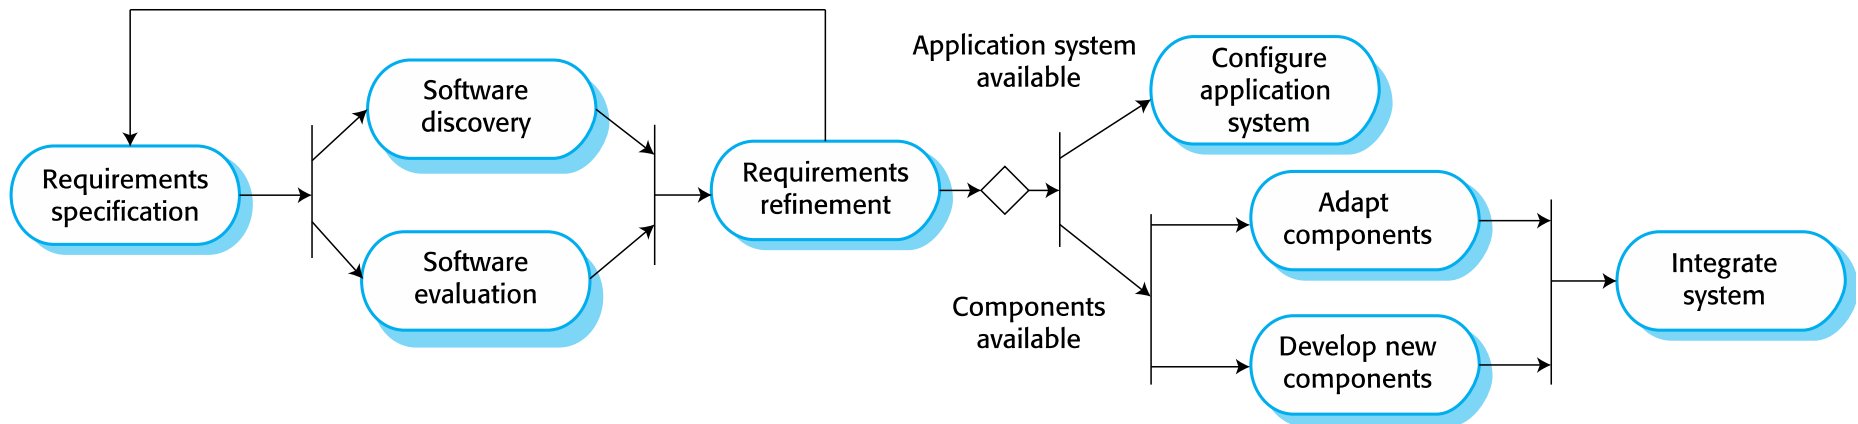 Requirements
specification
Software
discovery
Software
evaluation
Requirements
refinement
Application system
available
Configure
application
system
Components
available
Adapt
components
Develop new
components
Integrate
system